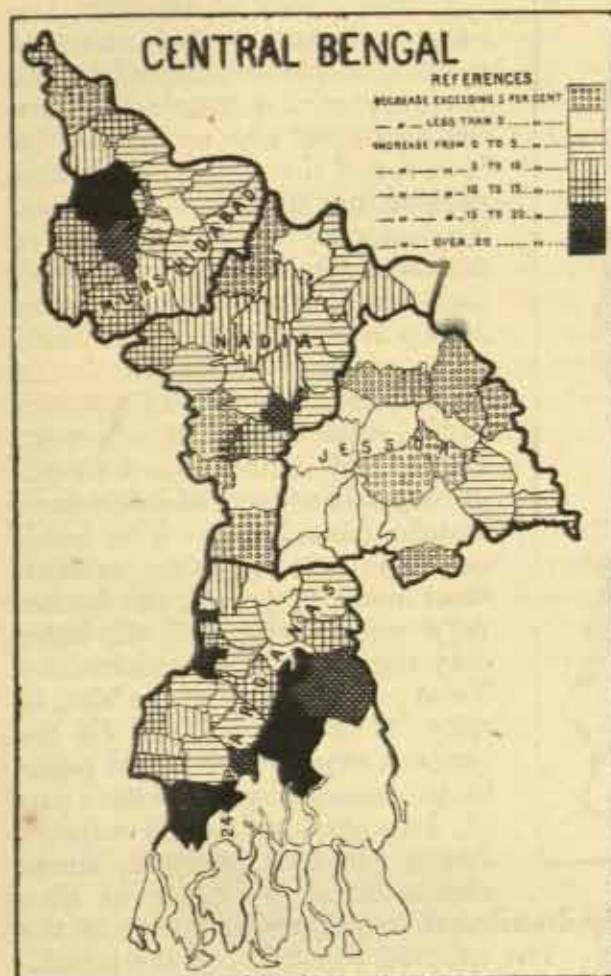 CENTRAL BENGAL
REFERENCES
DECREASE EXCEEDING 5 PER CENT
— „ — LESS THAN 5 ..... „ —
INCREASE FROM 0 TO 5 ... „
— „ — „ — „ 5 TO 10 .... „
— „ — „ — „ 10 TO 15 ... „
— „ — „ — „ 15 TO 20 ... „
— „ — OVER 20 ..... „ —
MURSHIDABAD
NADIA
JESSORE
24 PARGANAS